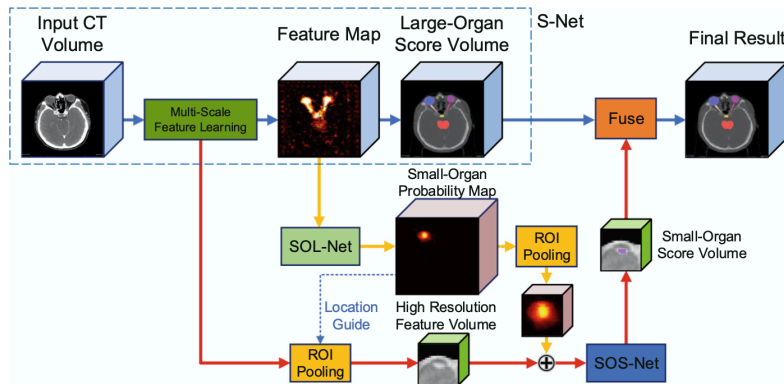 Input CT
Volume
Feature Map
Large-Organ
Score Volume
S-Net
Final Result
Multi-Scale
Feature Learning
Fuse
Small-Organ
Probability Map
SOL-Net
ROI
Pooling
Small-Organ
Score Volume
Location
Guide
High Resolution
Feature Volume
ROI
Pooling
SOS-Net